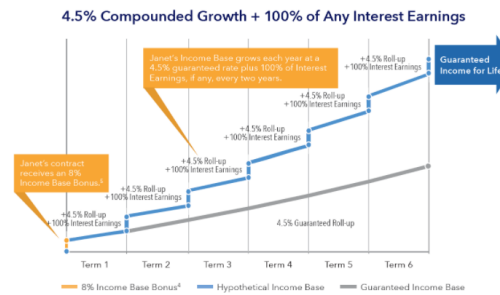 4.5% Compounded Growth + 100% of Any Interest Earnings
Janet's Income Base grows each year at a
4.5% guaranteed rate plus 100% of Interest
Earnings, if any, every two years.
Guaranteed
Income for Life
+4.5% Roll-up
+100% Interest Earnings
+4.5% Roll-up
+100% Interest Earnings
+4.5% Roll-up
+100% Interest Earnings
+4.5% Roll-up
+100% Interest Earnings
Janet's contract
receives an 8%
Income Base Bonus.
+4.5% Roll-up
+100% Interest Earnings
+4.5% Roll-up
+100% Interest Earnings
4.5% Guaranteed Roll-up
Term 1
Term 2
Term 3
Term 4
Term 5
Term 6
8% Income Base Bonus⁴
Hypothetical Income Base
Guaranteed Income Base